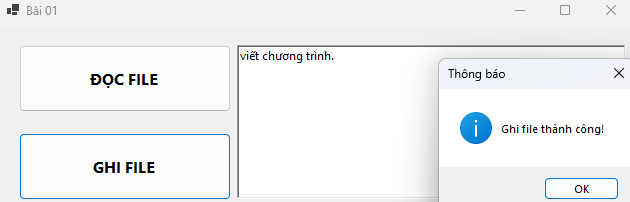 Bài 01
ĐỌC FILE
viết chương trình.
Thông báo
Ghi file thành công!
GHI FILE
OK